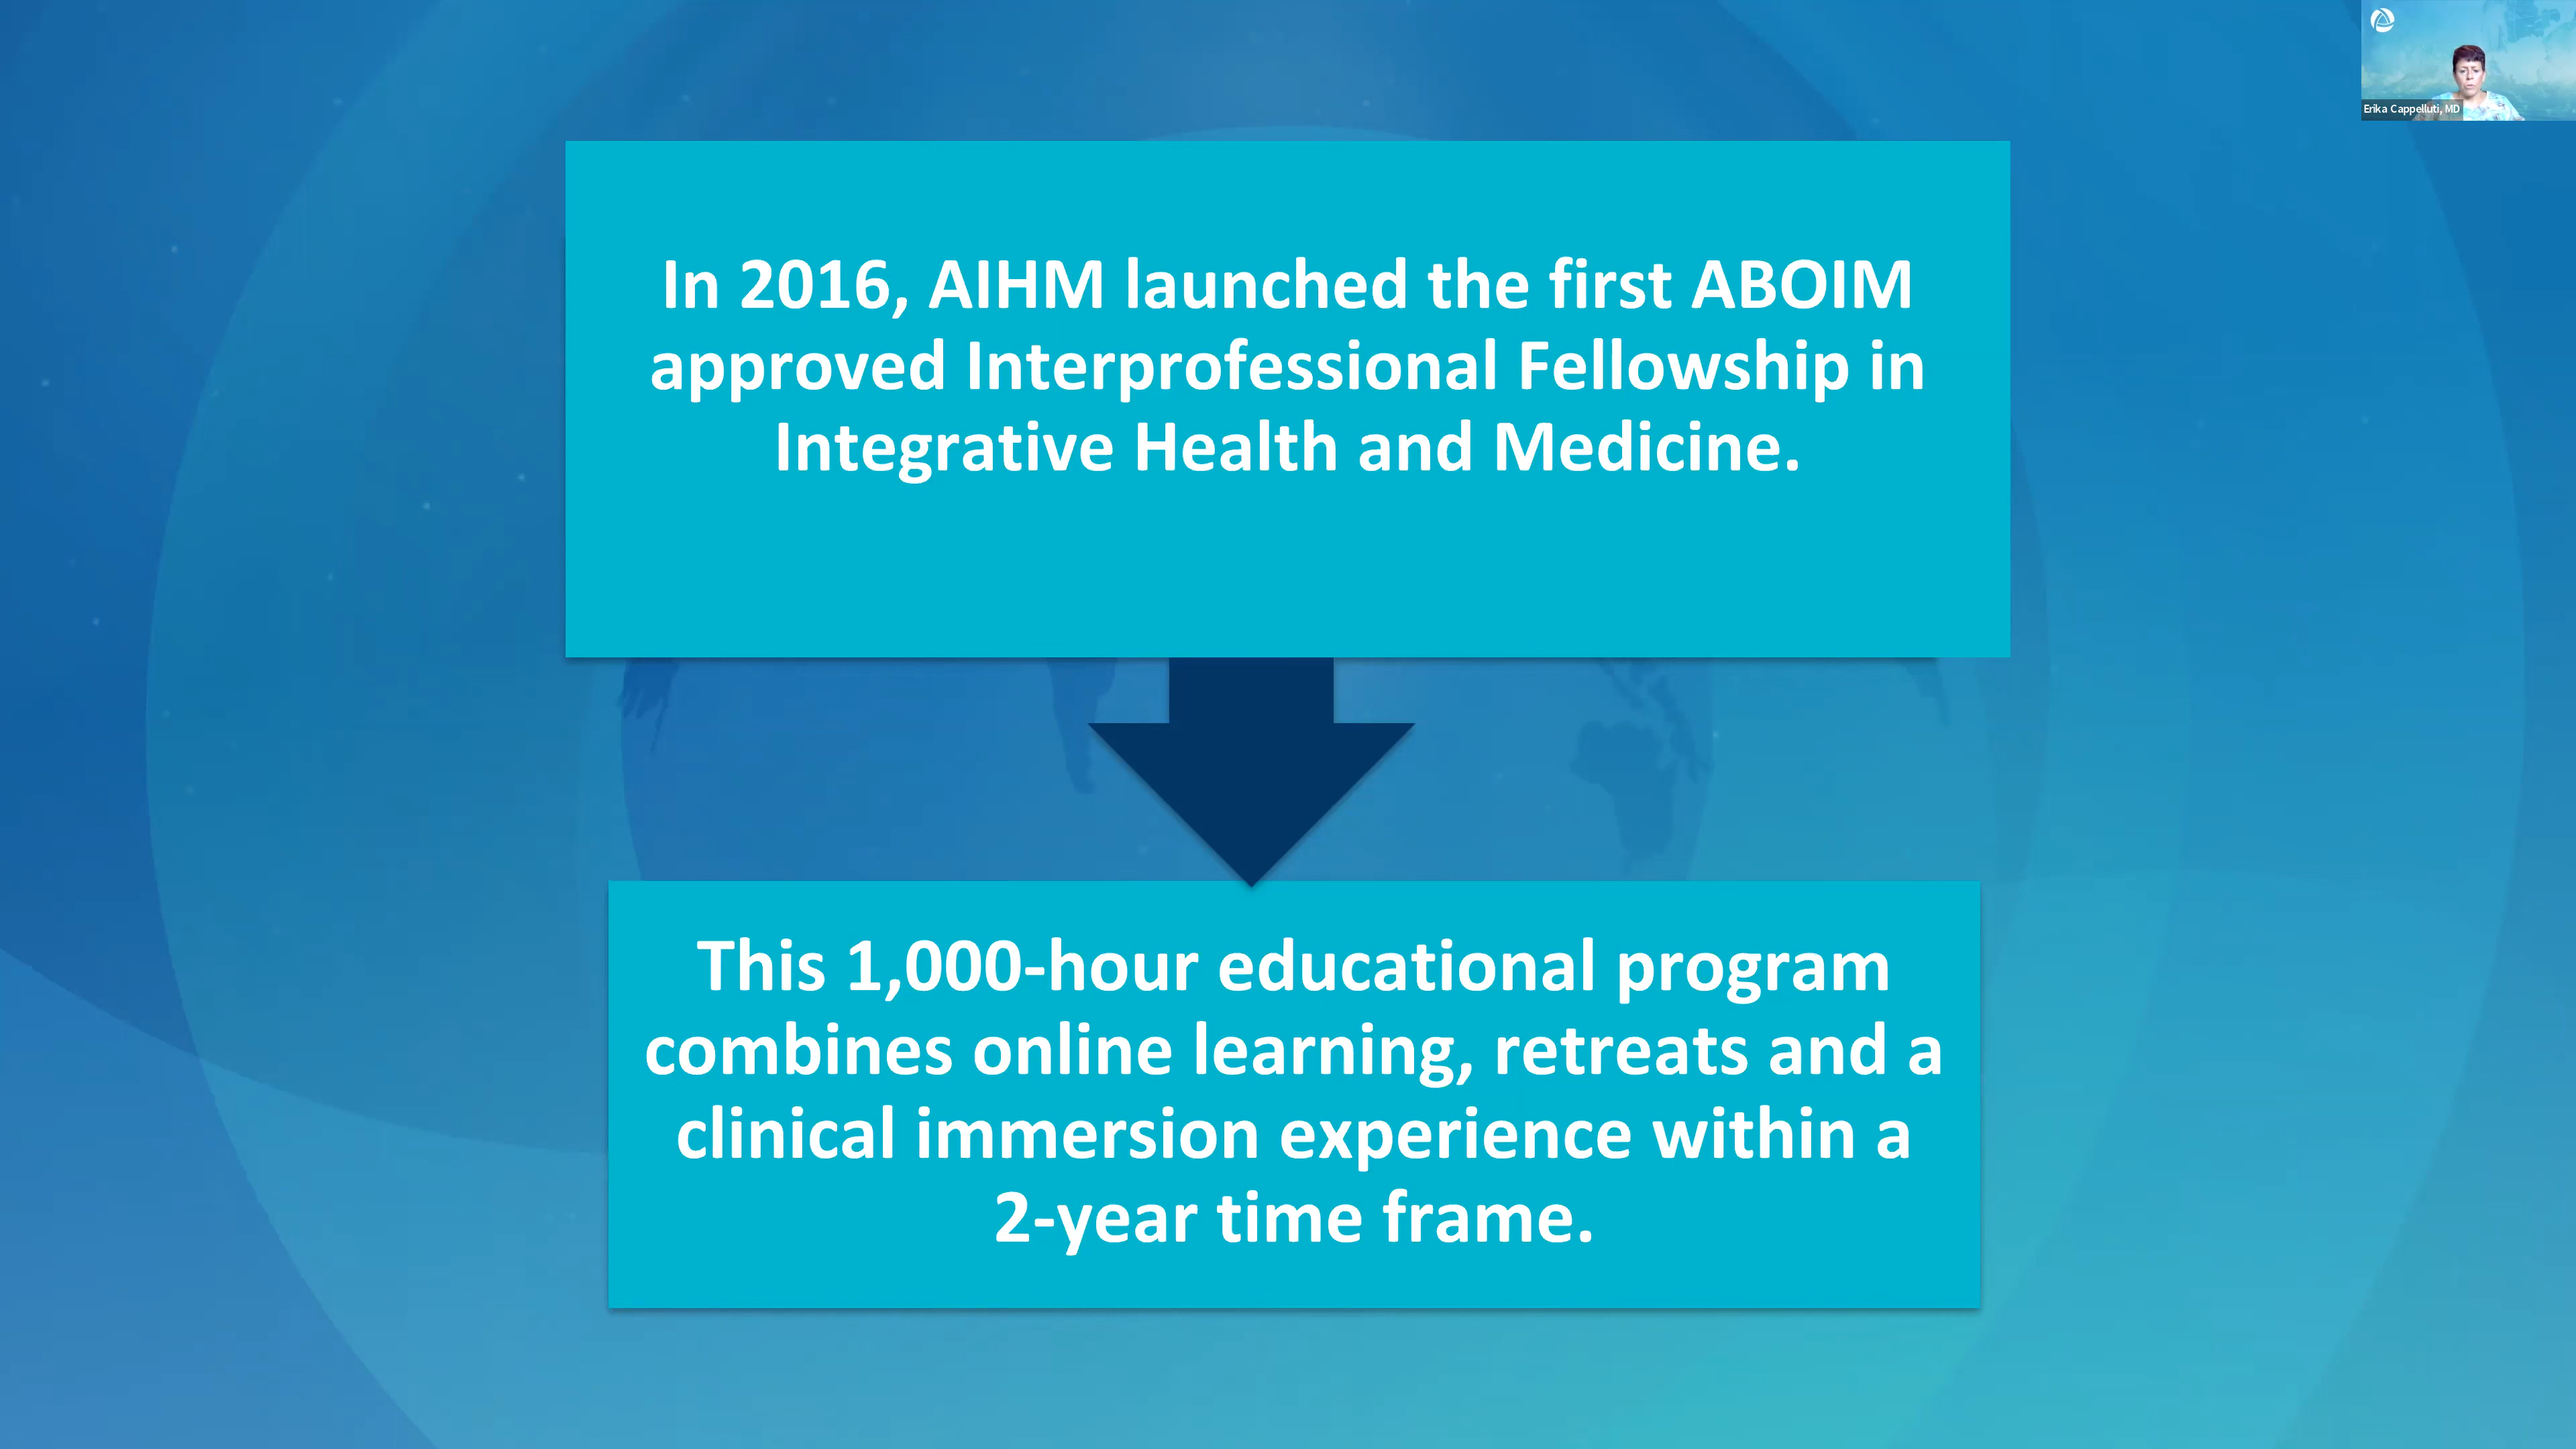 Erika Cappelluti, MD
In 2016, AIHM launched the first ABOIM
approved Interprofessional Fellowship in
Integrative Health and Medicine.
This 1,000-hour educational program
combines online learning, retreats and a
clinical immersion experience within a
2-year time frame.